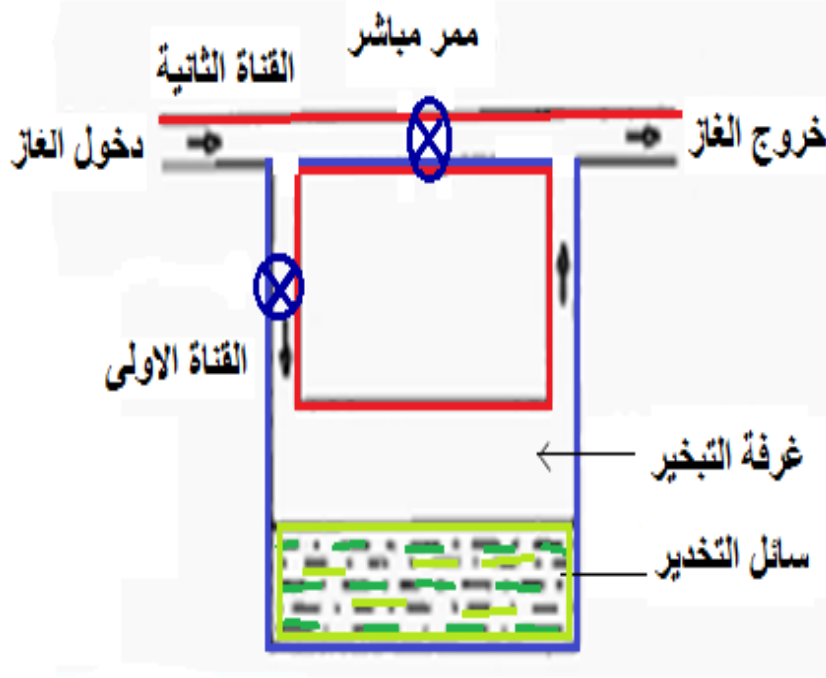 ممر مباشر
القناة الثانية
دخول الغاز
خروج الغاز
القناة الاولى
غرفة التبخير
سائل التخدير